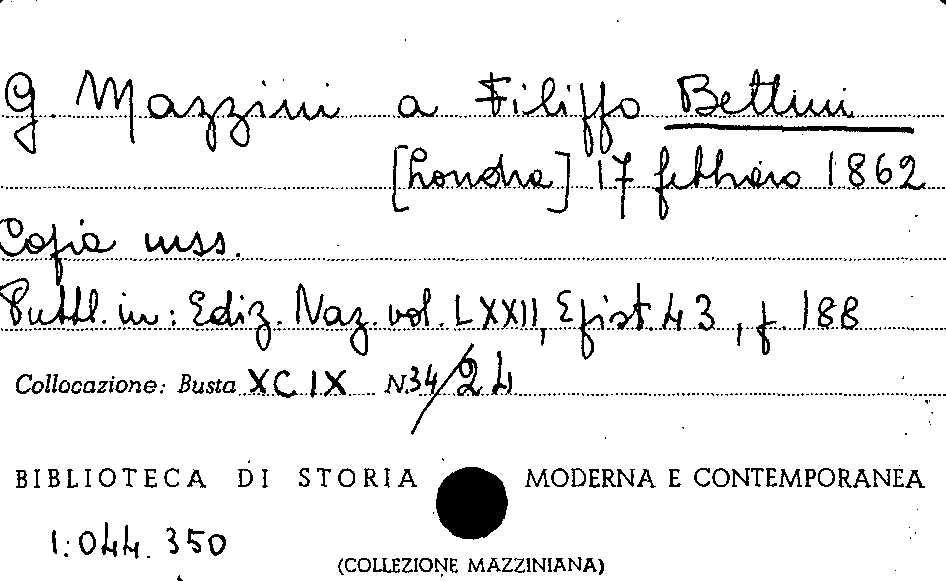 G. Mazzini a Filiffo Bettini
[Londra] 17 febbraio 1862
Copia mss.
Pubbl. in: Ediz. Naz. vol. LXXII, Epist. 43, p. 188
Collocazione: Busta XCIX N. 34/24
BIBLIOTECA DI STORIA MODERNA E CONTEMPORANEA
1:044.350
(COLLEZIONE MAZZINIANA)